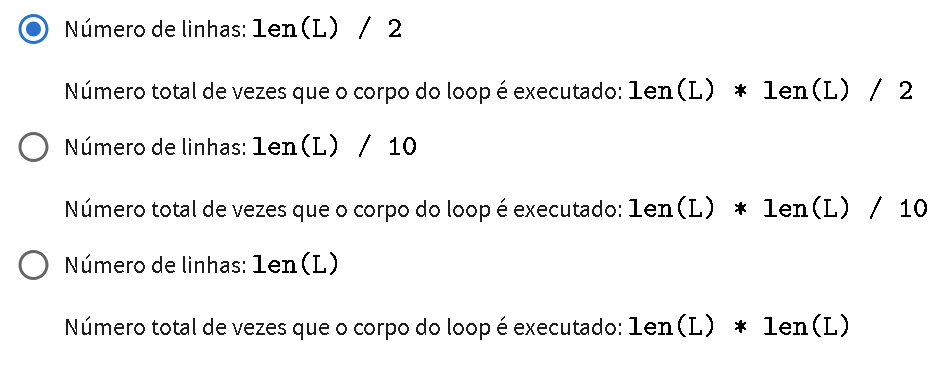 Número de linhas: len(L) / 2
Número total de vezes que o corpo do loop é executado: len(L) * len(L) / 2
Número de linhas: len(L) / 10
Número total de vezes que o corpo do loop é executado: len(L) * len(L) / 10
Número de linhas: len(L)
Número total de vezes que o corpo do loop é executado: len(L) * len(L)